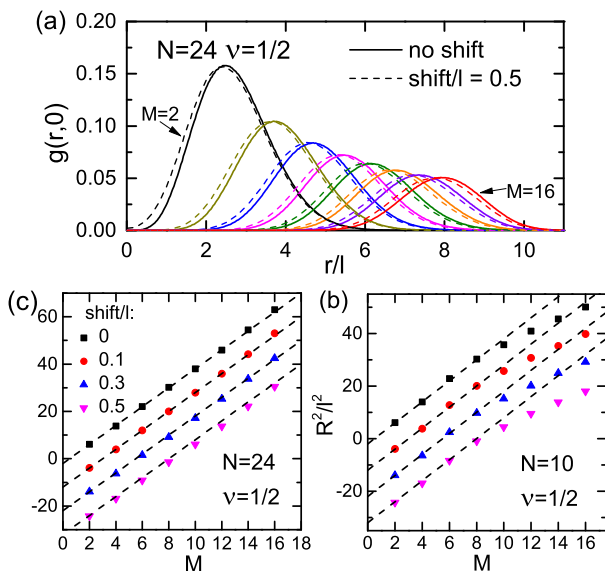 (a)
N=24 ν=1/2
no shift
shift/l = 0.5
M=2
M=16
g(r,0)
0.20
0.15
0.10
0.05
0.00
0 2 4 6 8 10
r/l
(c)
shift/l:
0
0.1
0.3
0.5
60
40
20
0
-20
N=24
ν=1/2
0 2 4 6 8 10 12 14 16 18
M
(b)
R²/l²
40
20
0
-20
N=10
ν=1/2
0 2 4 6 8 10 12 14 16
M